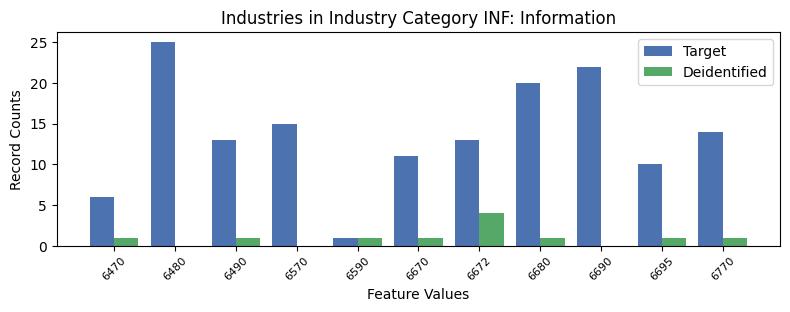 Industries in Industry Category INF: Information
Target
Deidentified
Record Counts
25
20
15
10
5
0
6470 6480 6490 6570 6590 6670 6672 6680 6690 6695 6770
Feature Values